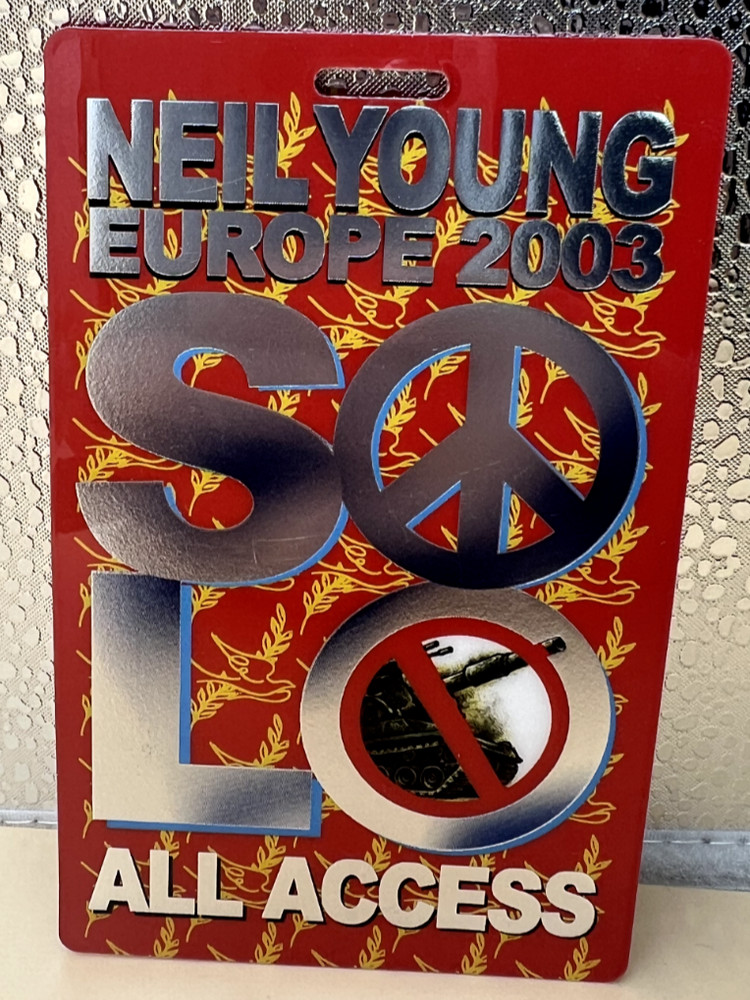 NEIL YOUNG
EUROPE 2003
SO
LO
ALL ACCESS